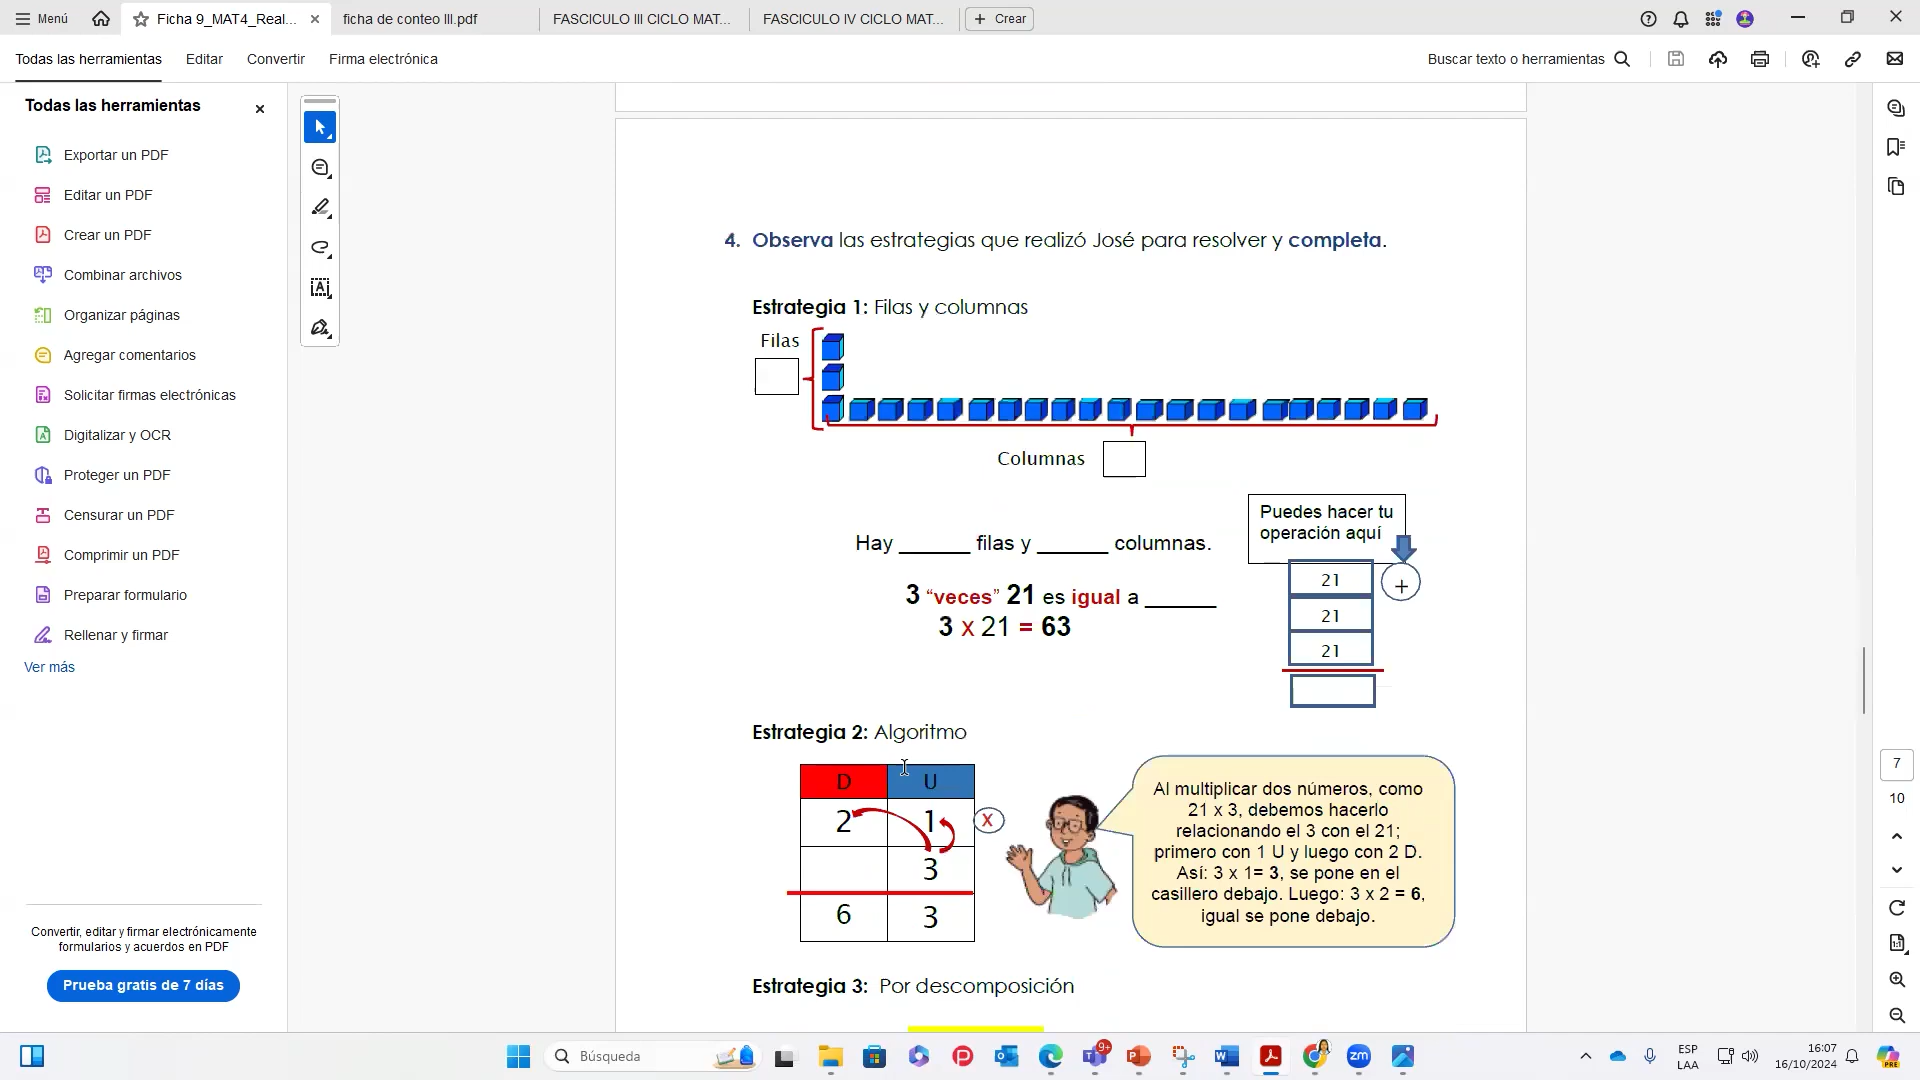 Menú
Ficha 9_MAT4_Real...
ficha de conteo III.pdf
FASCICULO III CICLO MAT...
FASCICULO IV CICLO MAT...
+ Crear
Todas las herramientas
Editar
Convertir
Firma electrónica
Buscar texto o herramientas
Todas las herramientas
Exportar un PDF
Editar un PDF
Crear un PDF
Combinar archivos
Organizar páginas
Agregar comentarios
Solicitar firmas electrónicas
Digitalizar y OCR
Proteger un PDF
Censurar un PDF
Comprimir un PDF
Preparar formulario
Rellenar y firmar
Ver más
Convertir, editar y firmar electrónicamente
formularios y acuerdos en PDF
Prueba gratis de 7 días
4. Observa las estrategias que realizó José para resolver y completa.
Estrategia 1: Filas y columnas
Filas
Columnas
Hay ______ filas y ______ columnas.
3 “veces” 21 es igual a ______
3 x 21 = 63
Puedes hacer tu
operación aquí
21
+
21
21
Estrategia 2: Algoritmo
D U
2 1
X
3
6 3
Al multiplicar dos números, como
21 x 3, debemos hacerlo
relacionando el 3 con el 21;
primero con 1 U y luego con 2 D.
Así: 3 x 1= 3, se pone en el
casillero debajo. Luego: 3 x 2 = 6,
igual se pone debajo.
Estrategia 3: Por descomposición
7
10
Búsqueda
9+
zm
ESP
LAA
16:07
16/10/2024
PRE